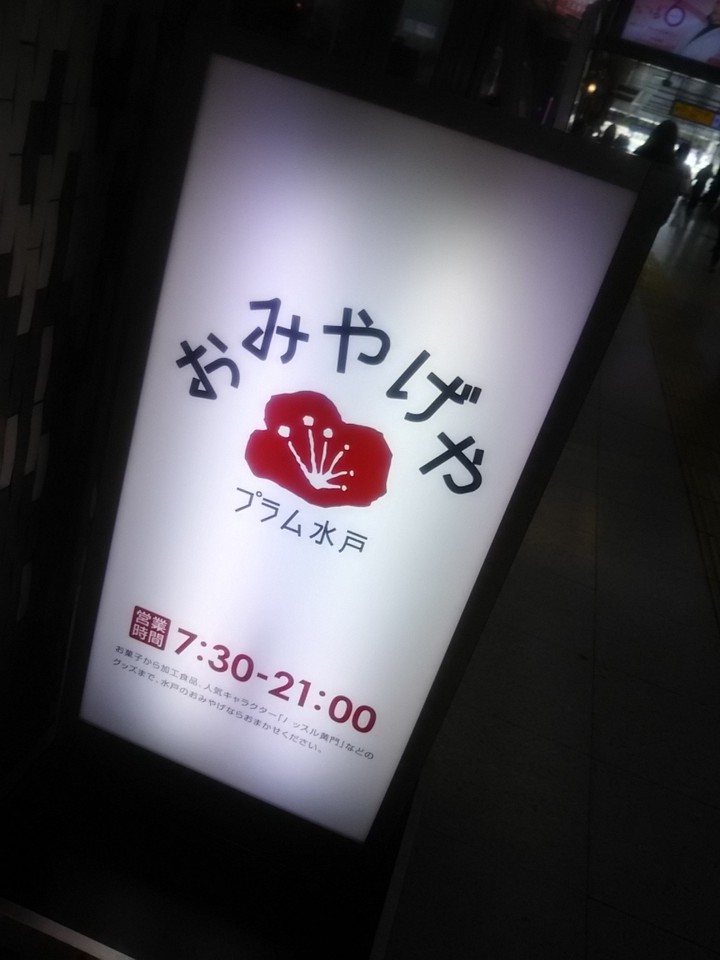 おみやげや
プラム水戸
営業時間 7:30-21:00
お菓子から加工食品、人気キャラクター「ハッスル黄門」などの
グッズまで、水戸のおみやげならおまかせください。